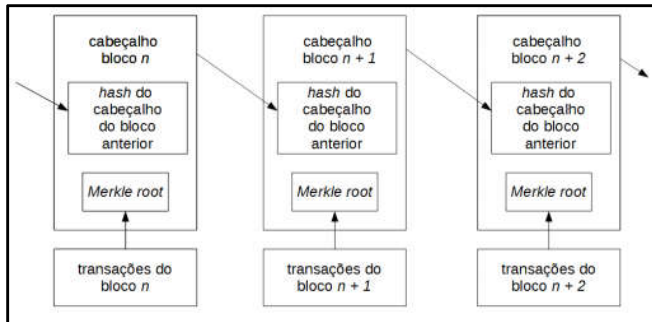 cabeçalho
bloco n
hash do
cabeçalho
do bloco
anterior
Merkle root
transações do
bloco n
cabeçalho
bloco n + 1
hash do
cabeçalho
do bloco
anterior
Merkle root
transações do
bloco n + 1
cabeçalho
bloco n + 2
hash do
cabeçalho
do bloco
anterior
Merkle root
transações do
bloco n + 2